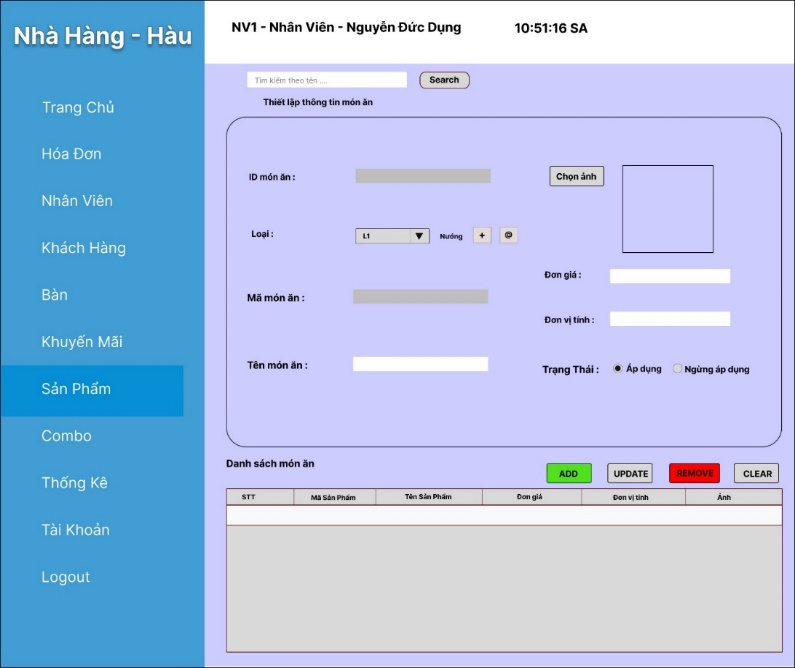 Nhà Hàng - Hàu
NV1 - Nhân Viên - Nguyễn Đức Dụng
10:51:16 SA
Trang Chủ
Hóa Đơn
Nhân Viên
Khách Hàng
Bàn
Khuyến Mãi
Sản Phẩm
Combo
Thống Kê
Tài Khoản
Logout
Tìm kiếm theo tên ....
Search
Thiết lập thông tin món ăn
ID món ăn :
Chọn ảnh
Loại :
L1
▼
Nướng
+
@
Mã món ăn :
Đơn giá :
Đơn vị tính :
Tên món ăn :
Trạng Thái :
Áp dụng
Ngừng áp dụng
Danh sách món ăn
ADD
UPDATE
REMOVE
CLEAR
STT
Mã Sản Phẩm
Tên Sản Phẩm
Đơn giá
Đơn vị tính
Ảnh